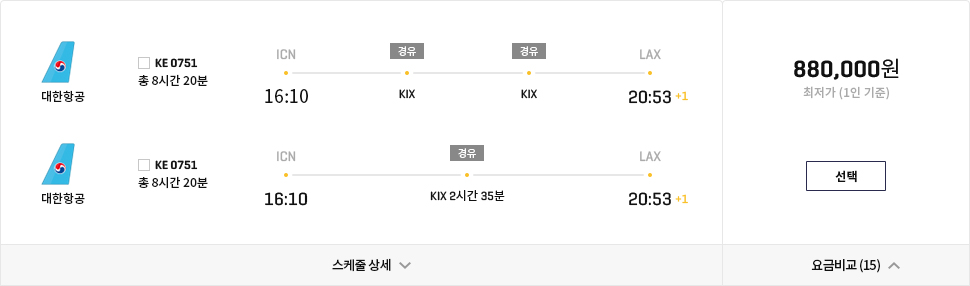 대한항공
KE 0751
총 8시간 20분
ICN
16:10
경유
KIX
경유
KIX
LAX
20:53 +1
대한항공
KE 0751
총 8시간 20분
ICN
16:10
경유
KIX 2시간 35분
LAX
20:53 +1
880,000원
최저가 (1인 기준)
선택
스케줄 상세
요금비교 (15)